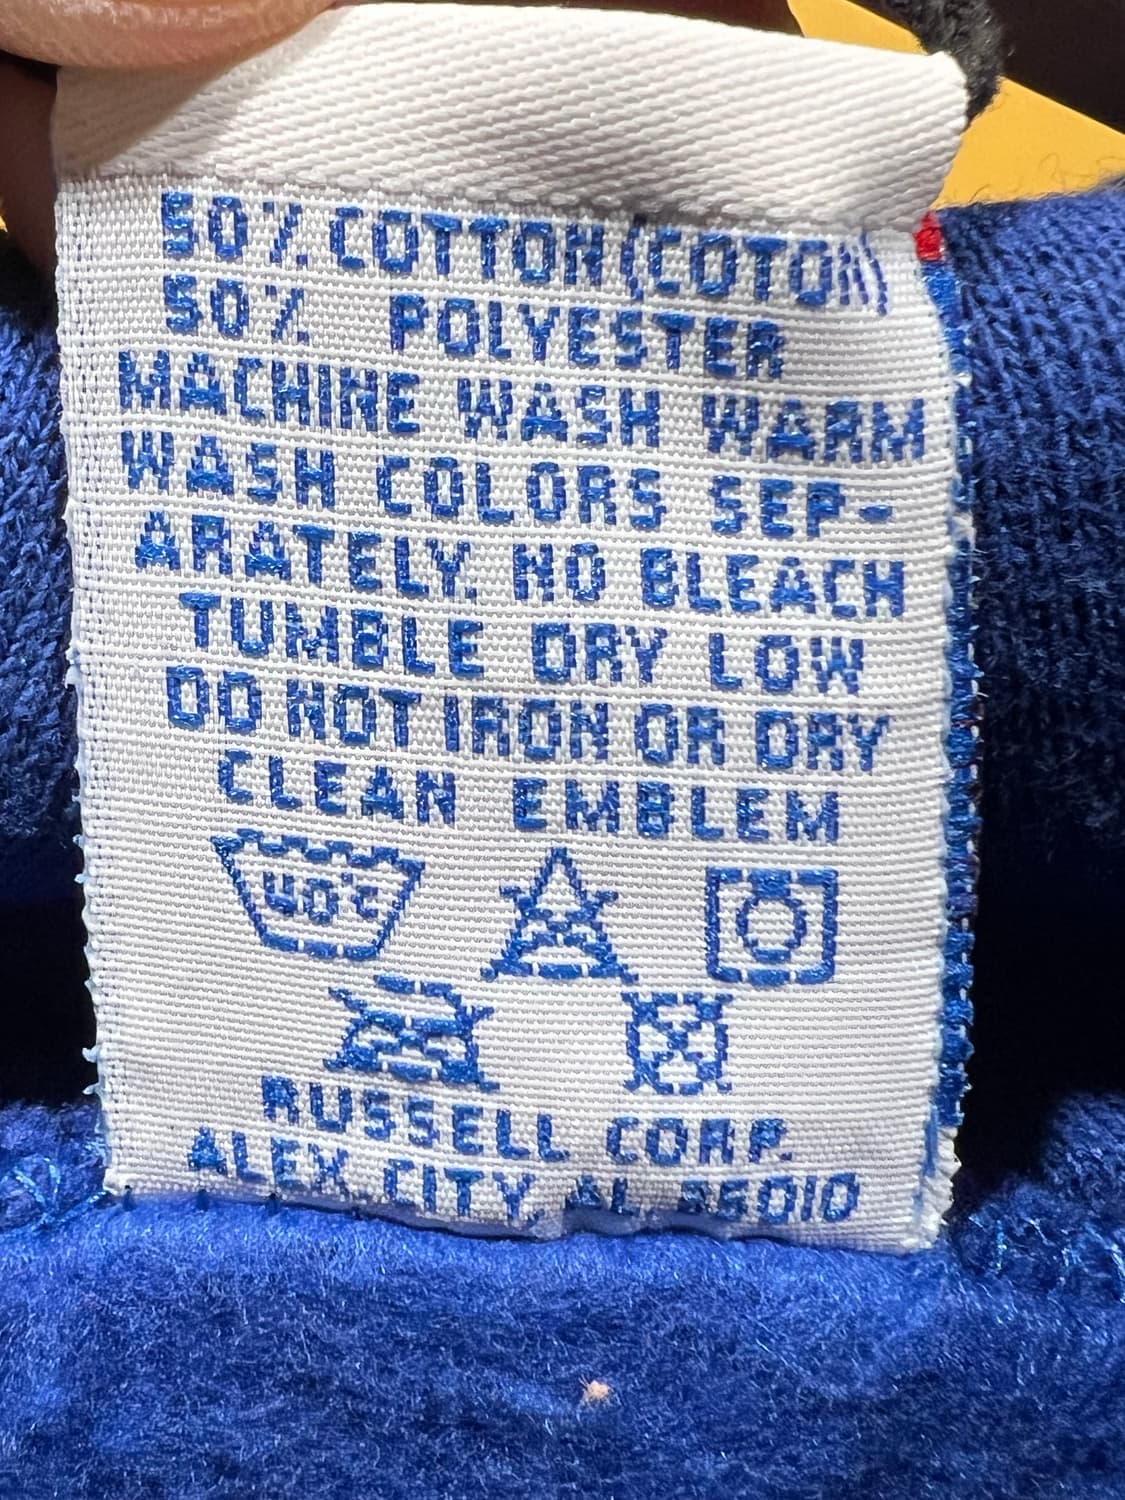 50% COTTON (COTON)
50% POLYESTER
MACHINE WASH WARM
WASH COLORS SEP-
ARATELY. NO BLEACH
TUMBLE DRY LOW
DO NOT IRON OR DRY
CLEAN EMBLEM
40°C
RUSSELL CORP.
ALEX. CITY, AL. 35010